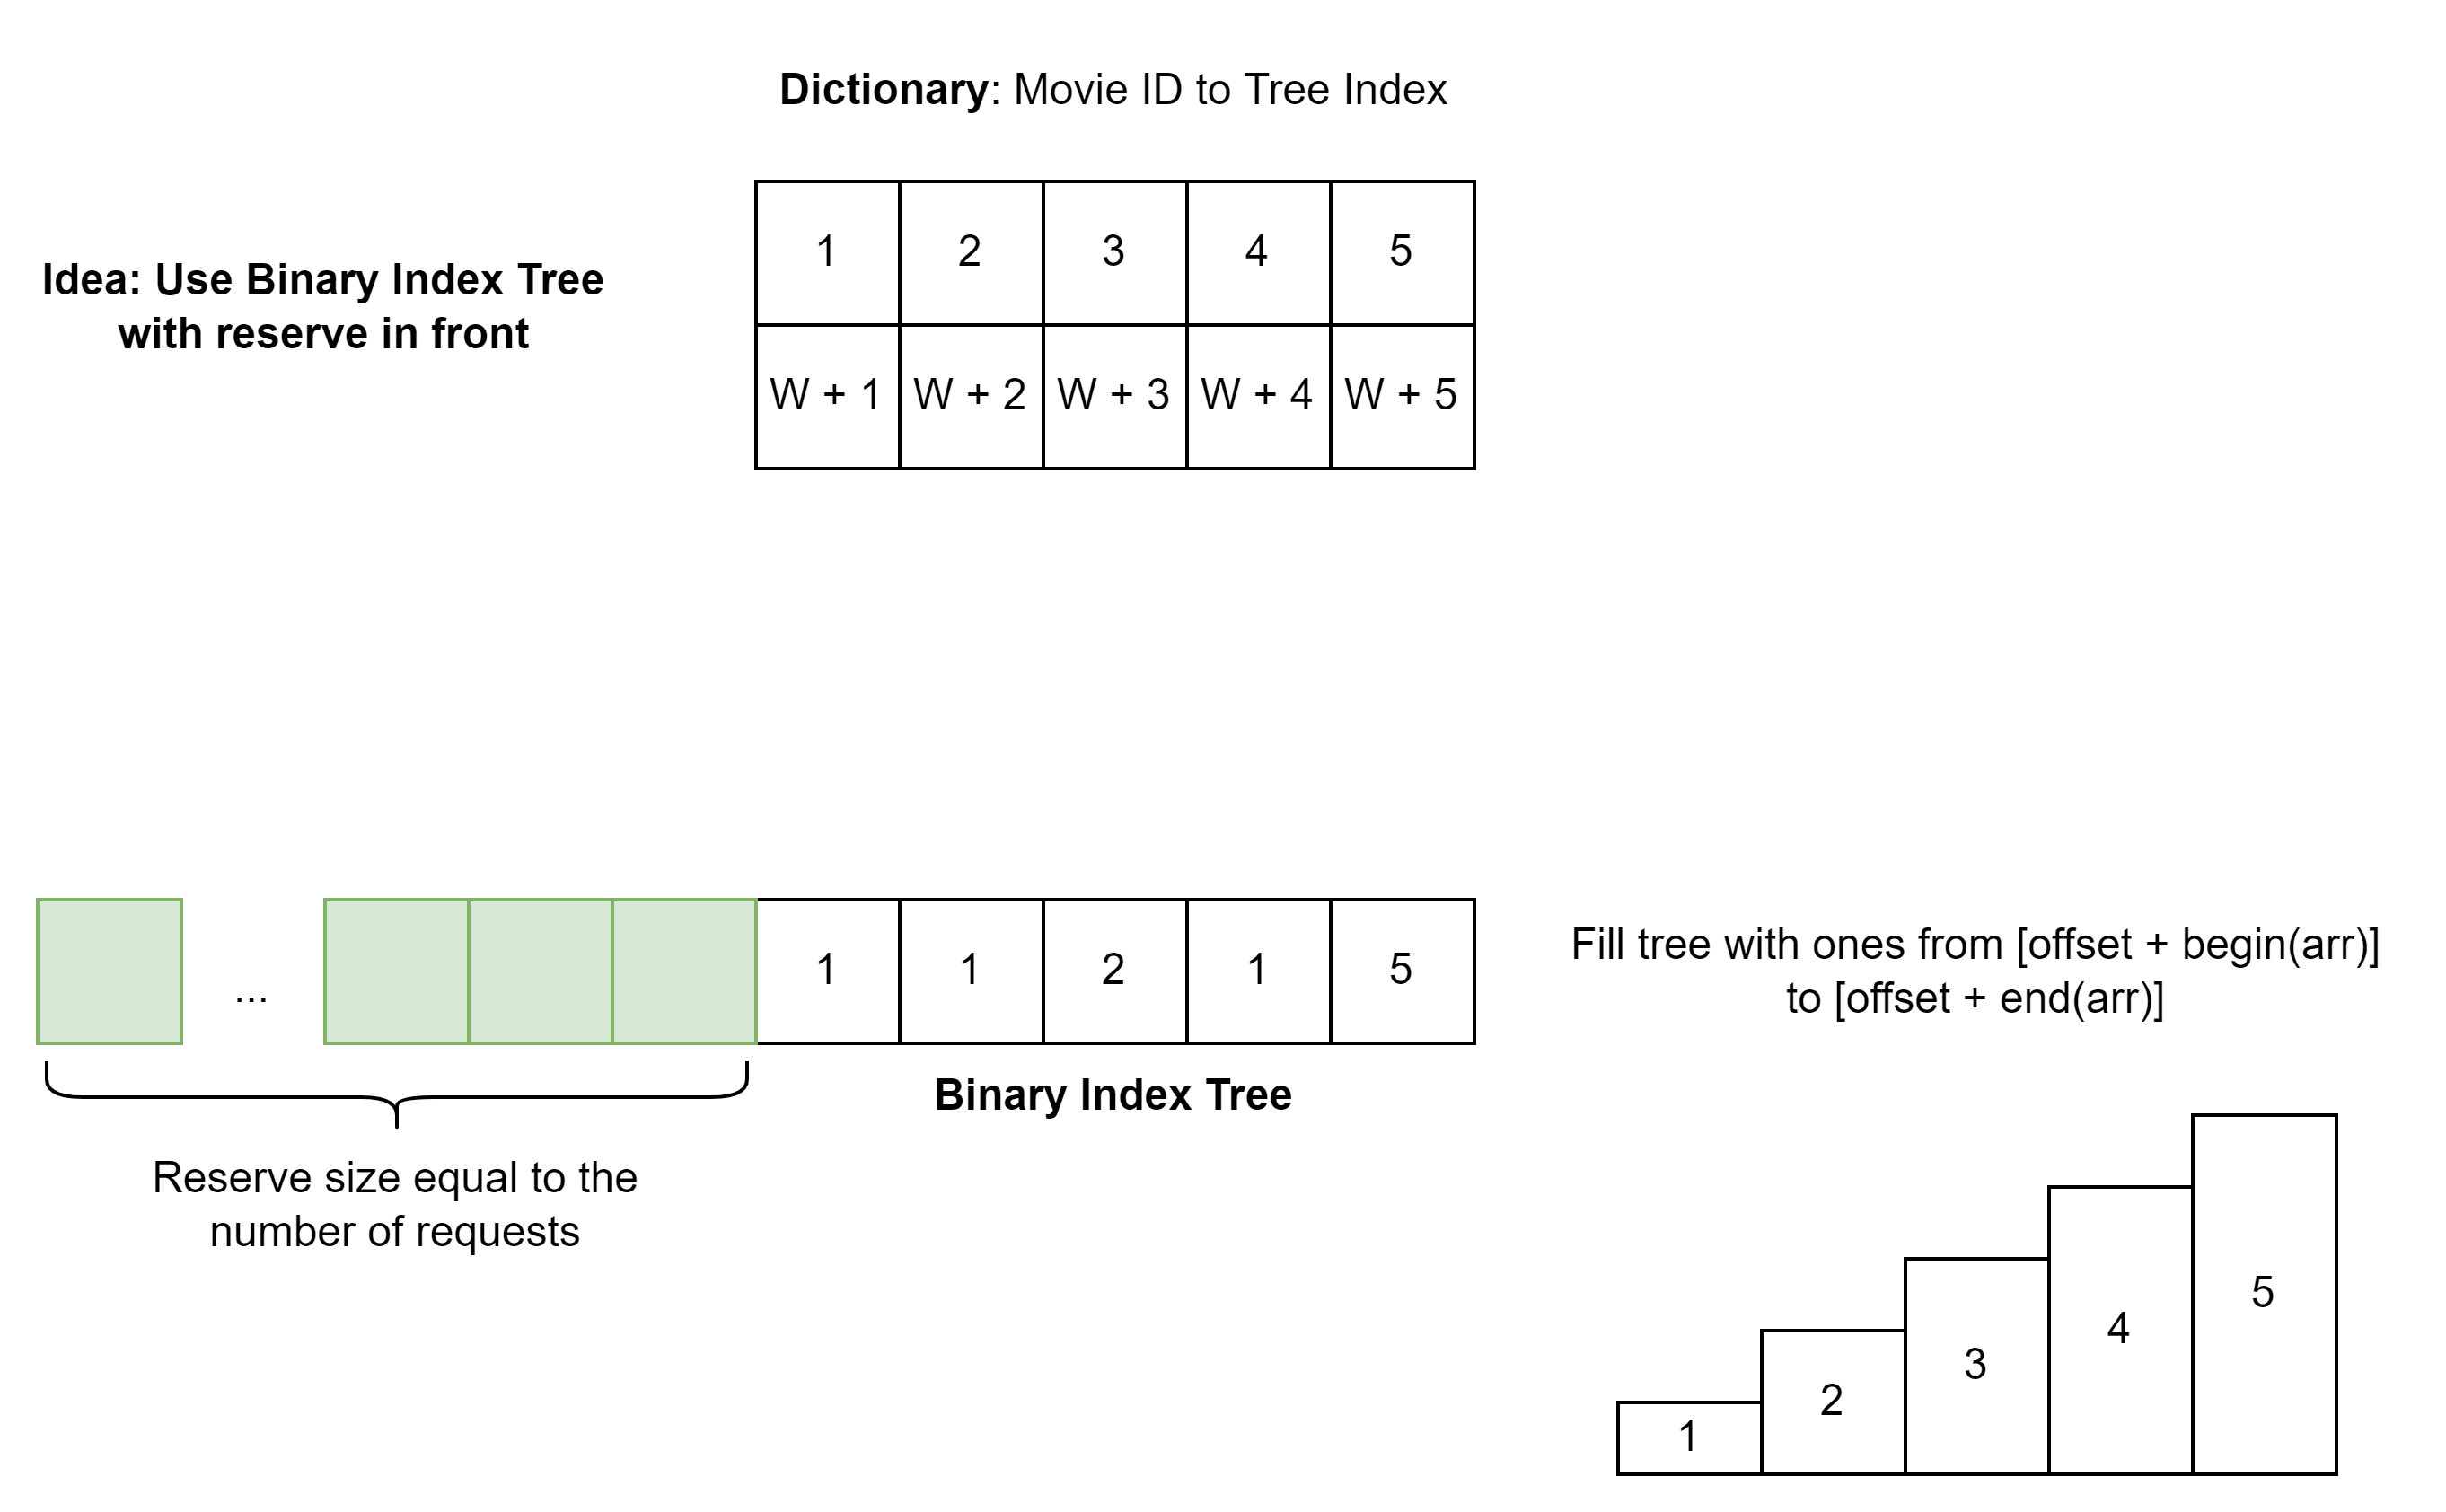 Dictionary: Movie ID to Tree Index
Idea: Use Binary Index Tree
with reserve in front
1 2 3 4 5
W + 1 W + 2 W + 3 W + 4 W + 5
... 1 1 2 1 5
Binary Index Tree
Reserve size equal to the
number of requests
Fill tree with ones from [offset + begin(arr)]
to [offset + end(arr)]
1 2 3 4 5